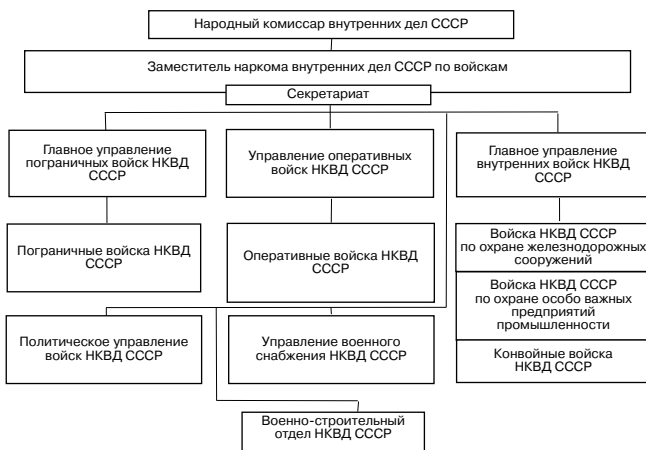 Народный комиссар внутренних дел СССР
Заместитель наркома внутренних дел СССР по войскам
Секретариат
Главное управление
пограничных войск НКВД
СССР
Управление оперативных
войск НКВД СССР
Главное управление
внутренних войск НКВД
СССР
Пограничные войска НКВД
СССР
Оперативные войска НКВД
СССР
Войска НКВД СССР
по охране железнодорожных
сооружений
Войска НКВД СССР
по охране особо важных
предприятий
промышленности
Конвойные войска
НКВД СССР
Политическое управление
войск НКВД СССР
Управление военного
снабжения НКВД СССР
Военно-строительный
отдел НКВД СССР